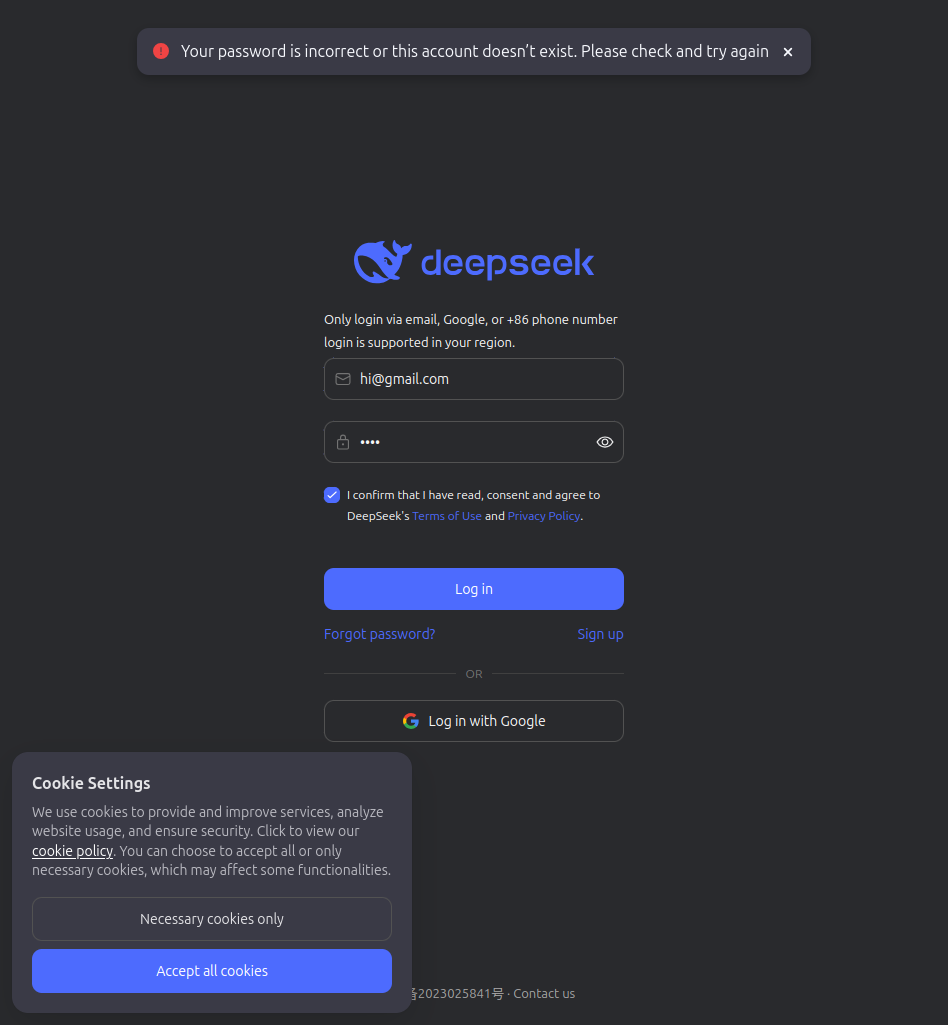 Your password is incorrect or this account doesn’t exist. Please check and try again
deepseek
Only login via email, Google, or +86 phone number
login is supported in your region.
hi@gmail.com
••••
I confirm that I have read, consent and agree to
DeepSeek's Terms of Use and Privacy Policy.
Log in
Forgot password?
Sign up
OR
Log in with Google
Cookie Settings
We use cookies to provide and improve services, analyze
website usage, and ensure security. Click to view our
cookie policy. You can choose to accept all or only
necessary cookies, which may affect some functionalities.
Necessary cookies only
Accept all cookies
2023025841号 · Contact us